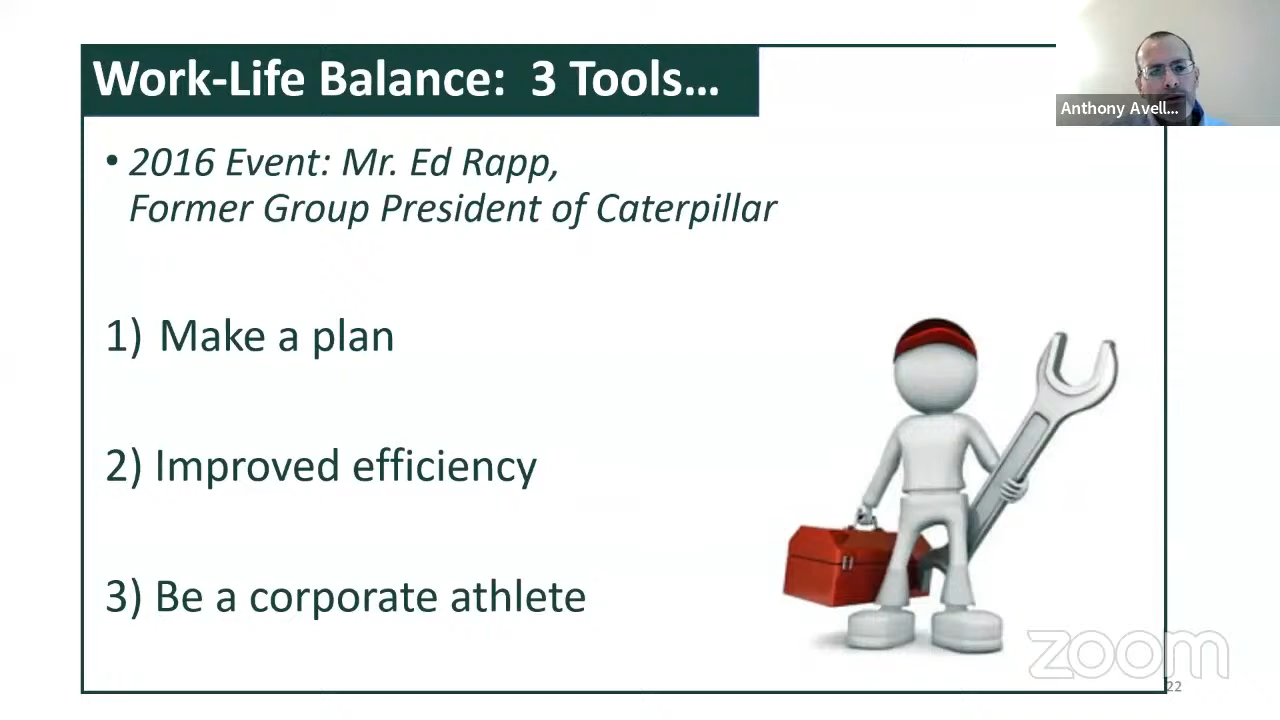 Work-Life Balance:  3 Tools…
Anthony Avell...
• 2016 Event: Mr. Ed Rapp,
Former Group President of Caterpillar
1) Make a plan
2) Improved efficiency
3) Be a corporate athlete
zoom
22